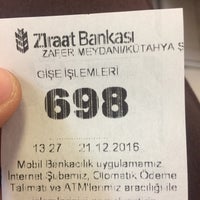 Ziraat Bankası
ZAFER MEYDANI/KÜTAHYA Ş
GİŞE İŞLEMLERİ
698
13:27 21.12.2016
Mobil Bankacılık uygulamamız,
İnternet Şubemiz, Otomatik Ödeme
Talimatı ve ATM'lerimiz aracılığı ile